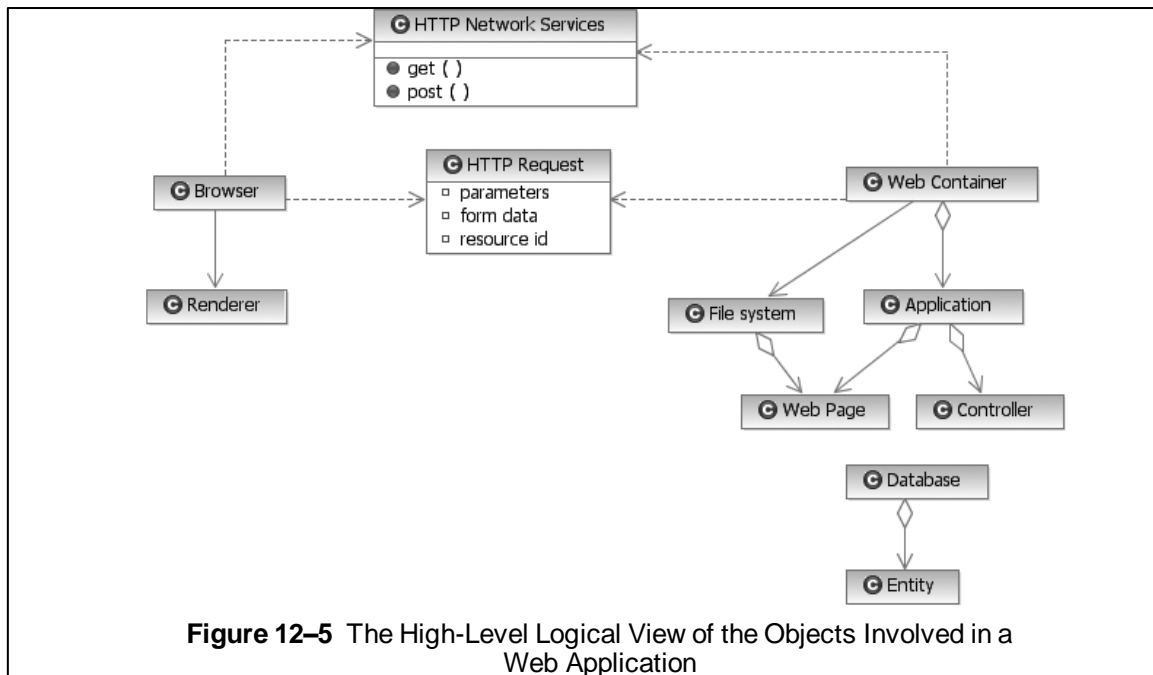 C HTTP Network Services
get ( )
post ( )
C HTTP Request
parameters
form data
resource id
C Browser
C Web Container
C Renderer
C File system
C Application
C Web Page
C Controller
C Database
C Entity
Figure 12–5 The High-Level Logical View of the Objects Involved in a
Web Application